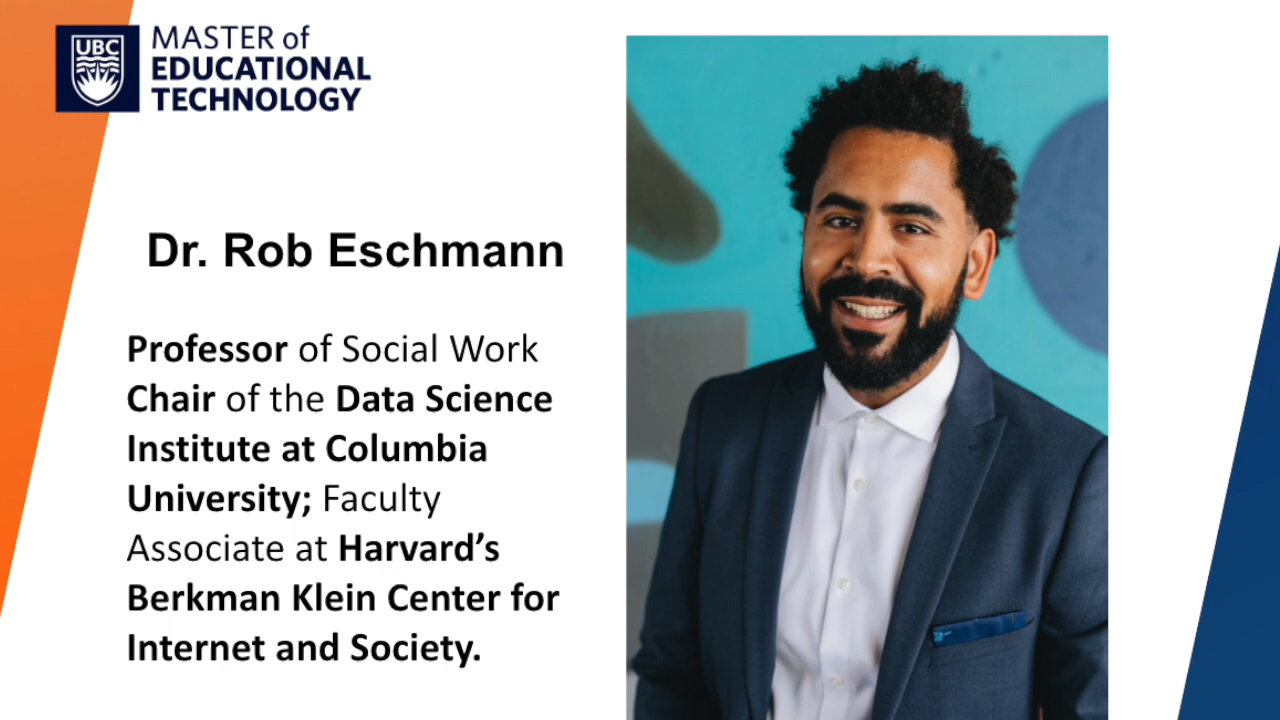 UBC
MASTER of
EDUCATIONAL
TECHNOLOGY
Dr. Rob Eschmann
Professor of Social Work
Chair of the Data Science
Institute at Columbia
University; Faculty
Associate at Harvard’s
Berkman Klein Center for
Internet and Society.